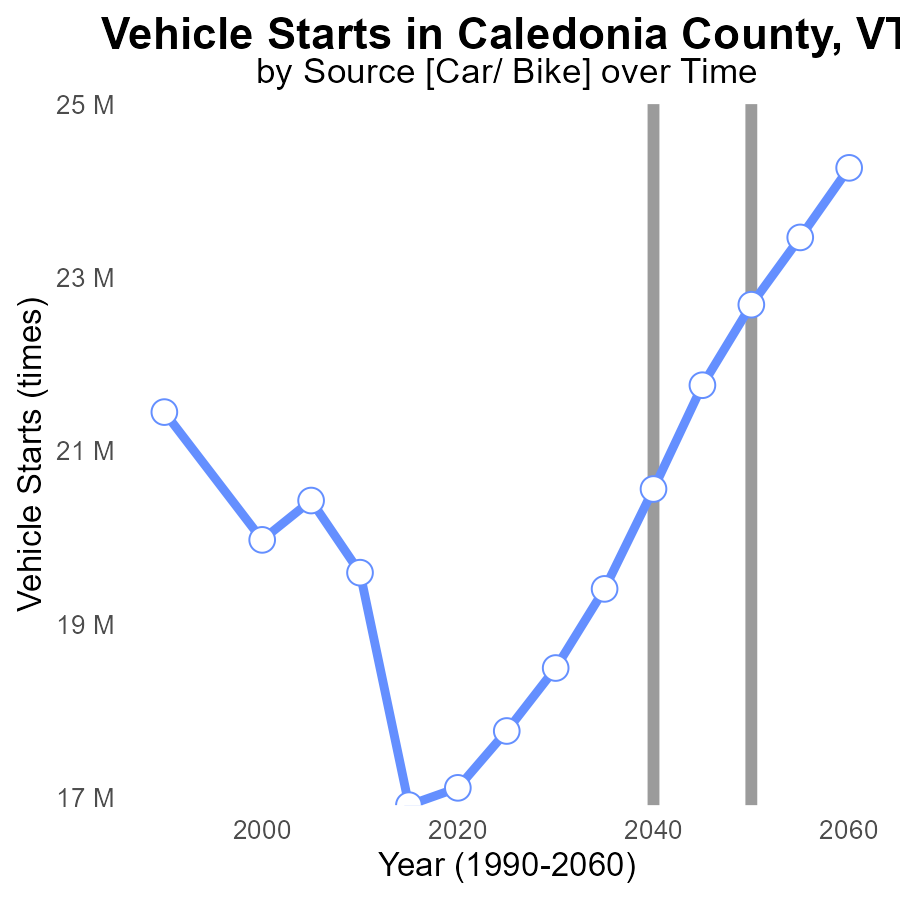 Vehicle Starts in Caledonia County, VT
by Source [Car/ Bike] over Time
25 M
23 M
21 M
19 M
17 M
Vehicle Starts (times)
2000 2020 2040 2060
Year (1990-2060)